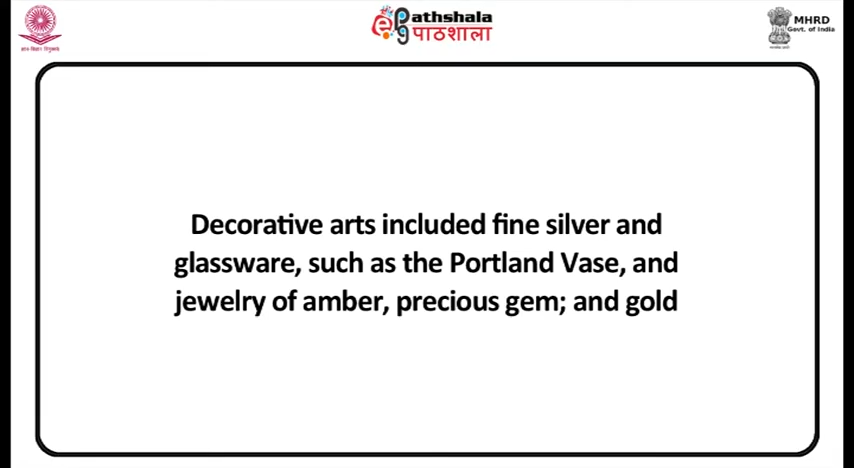 ePG Pathshala
पाठशाला
MHRD
Govt. of India
Decorative arts included fine silver and
glassware, such as the Portland Vase, and
jewelry of amber, precious gem; and gold